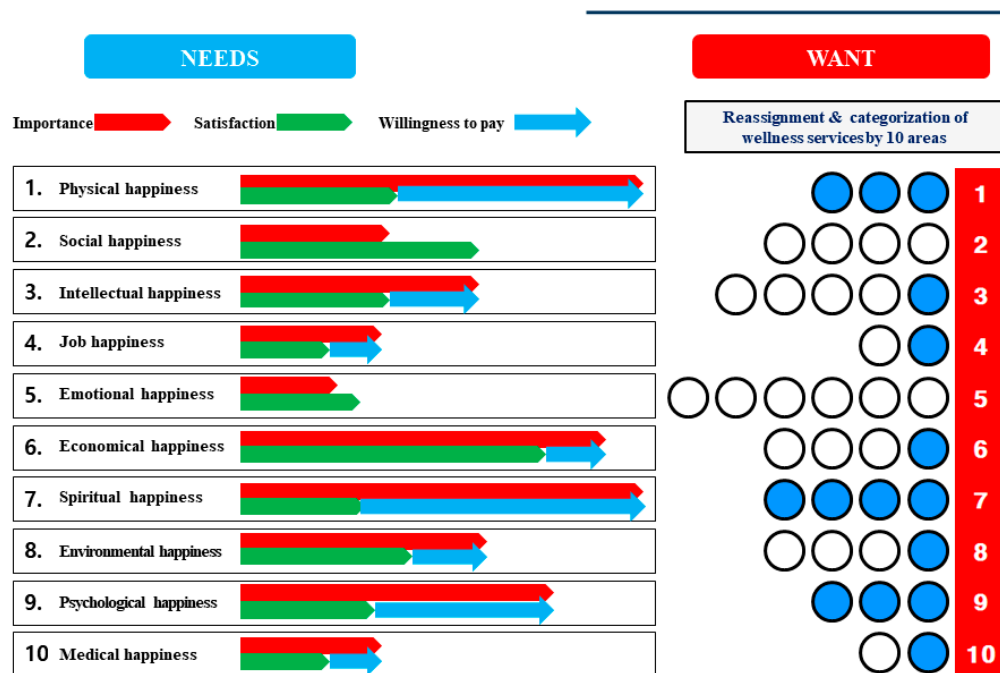 NEEDS
WANT
Importance Satisfaction Willingness to pay
Reassignment & categorization of
wellness servicesby 10 areas
1. Physical happiness
1
2. Social happiness
2
3. Intellectual happiness
3
4. Job happiness
4
5. Emotional happiness
5
6. Economical happiness
6
7. Spiritual happiness
7
8. Environmental happiness
8
9. Psychological happiness
9
10 Medical happiness
10